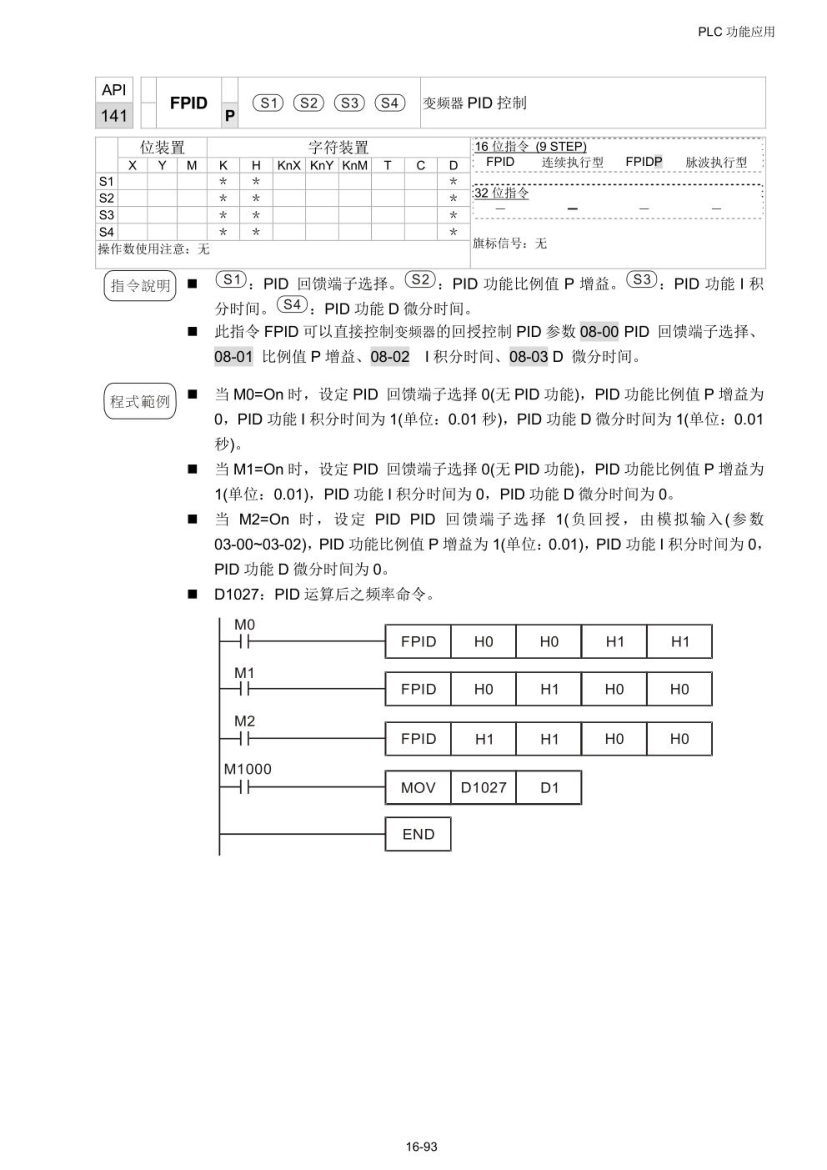 PLC 功能应用
API
141
FPID
P
S1 S2 S3 S4
变频器 PID 控制
位装置 字符装置
X Y M K H KnX KnY KnM T C D
S1 * * *
S2 * * *
S3 * * *
S4 * * *
操作数使用注意：无
16 位指令 (9 STEP)
FPID 连续执行型 FPIDP 脉波执行型
32 位指令
－ － － －
旗标信号：无
指令說明
■ S1：PID 回馈端子选择。S2：PID 功能比例值 P 增益。S3：PID 功能 I 积
分时间。S4：PID 功能 D 微分时间。
■ 此指令 FPID 可以直接控制变频器的回授控制 PID 参数 08-00 PID 回馈端子选择、
08-01 比例值 P 增益、08-02 I 积分时间、08-03 D 微分时间。
程式範例
■ 当 M0=On 时，设定 PID 回馈端子选择 0(无 PID 功能)，PID 功能比例值 P 增益为
0，PID 功能 I 积分时间为 1(单位：0.01 秒)，PID 功能 D 微分时间为 1(单位：0.01
秒)。
■ 当 M1=On 时，设定 PID 回馈端子选择 0(无 PID 功能)，PID 功能比例值 P 增益为
1(单位：0.01)，PID 功能 I 积分时间为 0，PID 功能 D 微分时间为 0。
■ 当 M2=On 时，设定 PID PID 回馈端子选择 1(负回授，由模拟输入(参数
03-00~03-02)，PID 功能比例值 P 增益为 1(单位：0.01)，PID 功能 I 积分时间为 0，
PID 功能 D 微分时间为 0。
■ D1027：PID 运算后之频率命令。
M0
FPID H0 H0 H1 H1
M1
FPID H0 H1 H0 H0
M2
FPID H1 H1 H0 H0
M1000
MOV D1027 D1
END
16-93